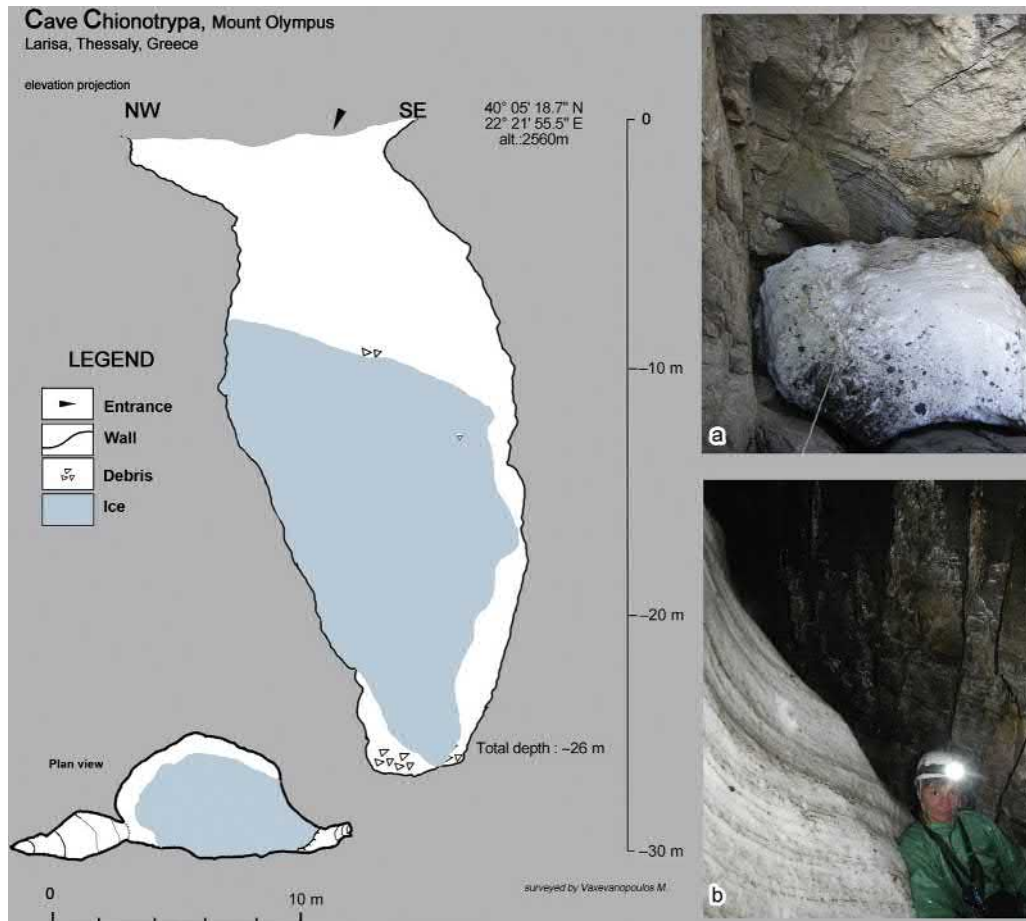 Cave Chionotrypa, Mount Olympus
Larisa, Thessaly, Greece
elevation projection
NW
SE
40° 05' 18.7" N
22° 21' 55.5" E
alt.:2560m
0
–10 m
–20 m
–30 m
LEGEND
Entrance
Wall
Debris
Ice
Total depth : –26 m
Plan view
0
10 m
surveyed by Vaxevanopoulos M.
a
b